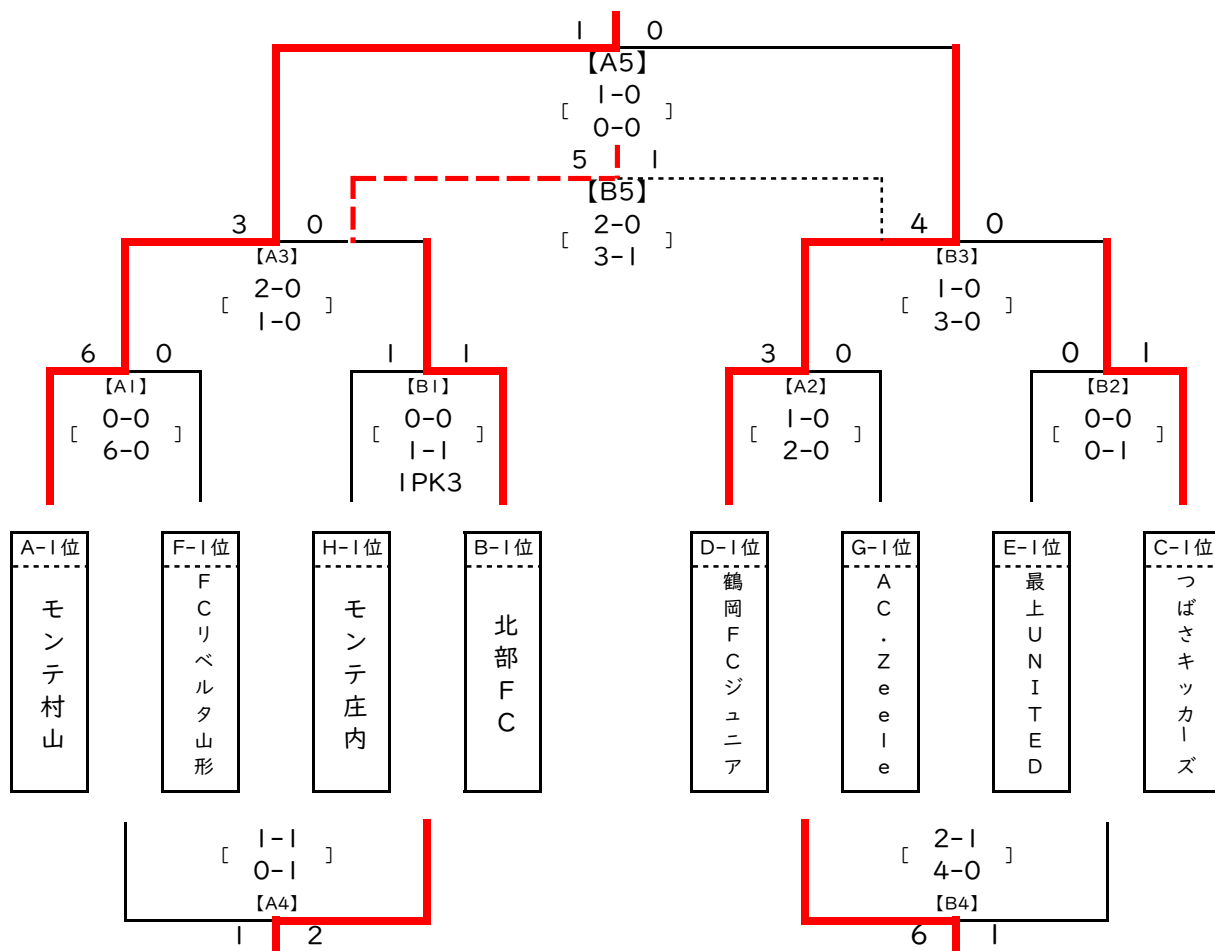 1 0
【A5】
[ 1-0 ]
0-0
5 1
【B5】
[ 2-0 ]
3-1
3 0
【A3】
[ 2-0 ]
1-0
4 0
【B3】
[ 1-0 ]
3-0
6 0
【A1】
[ 0-0 ]
6-0
1 1
【B1】
[ 0-0 ]
1-1
1PK3
3 0
【A2】
[ 1-0 ]
2-0
0 1
【B2】
[ 0-0 ]
0-1
A-1位
モンテ村山
F-1位
FCリベルタ山形
H-1位
モンテ庄内
B-1位
北部FC
D-1位
鶴岡FCジュニア
G-1位
AC.Zeele
E-1位
最上UNITED
C-1位
つばさキッカーズ
[ 1-1 ]
0-1
【A4】
1 2
[ 2-1 ]
4-0
【B4】
6 1